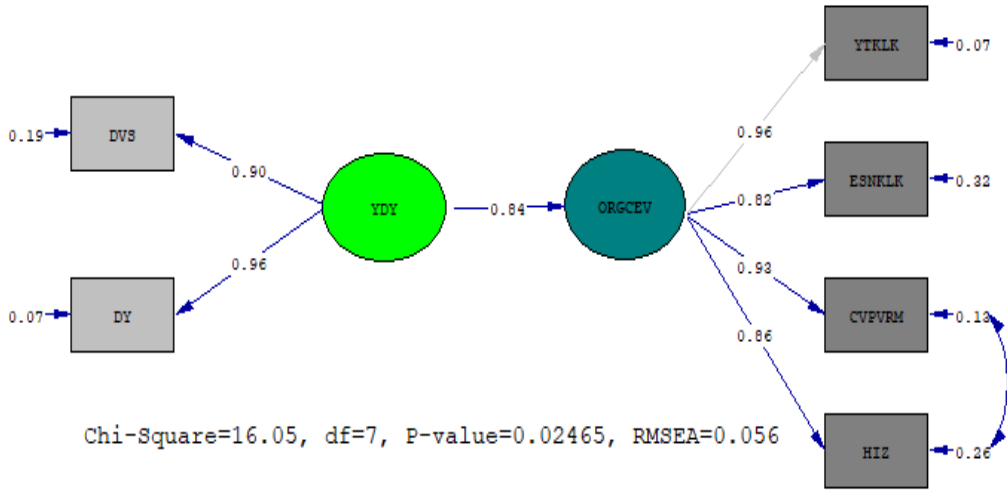 YTKLK
0.07
0.19
DVS
0.90
0.96
ESNKLK
0.32
YDY
0.84
ORGCEV
0.82
0.96
0.93
0.07
DY
CVPVRM
0.13
0.86
Chi-Square=16.05, df=7, P-value=0.02465, RMSEA=0.056
HIZ
0.26